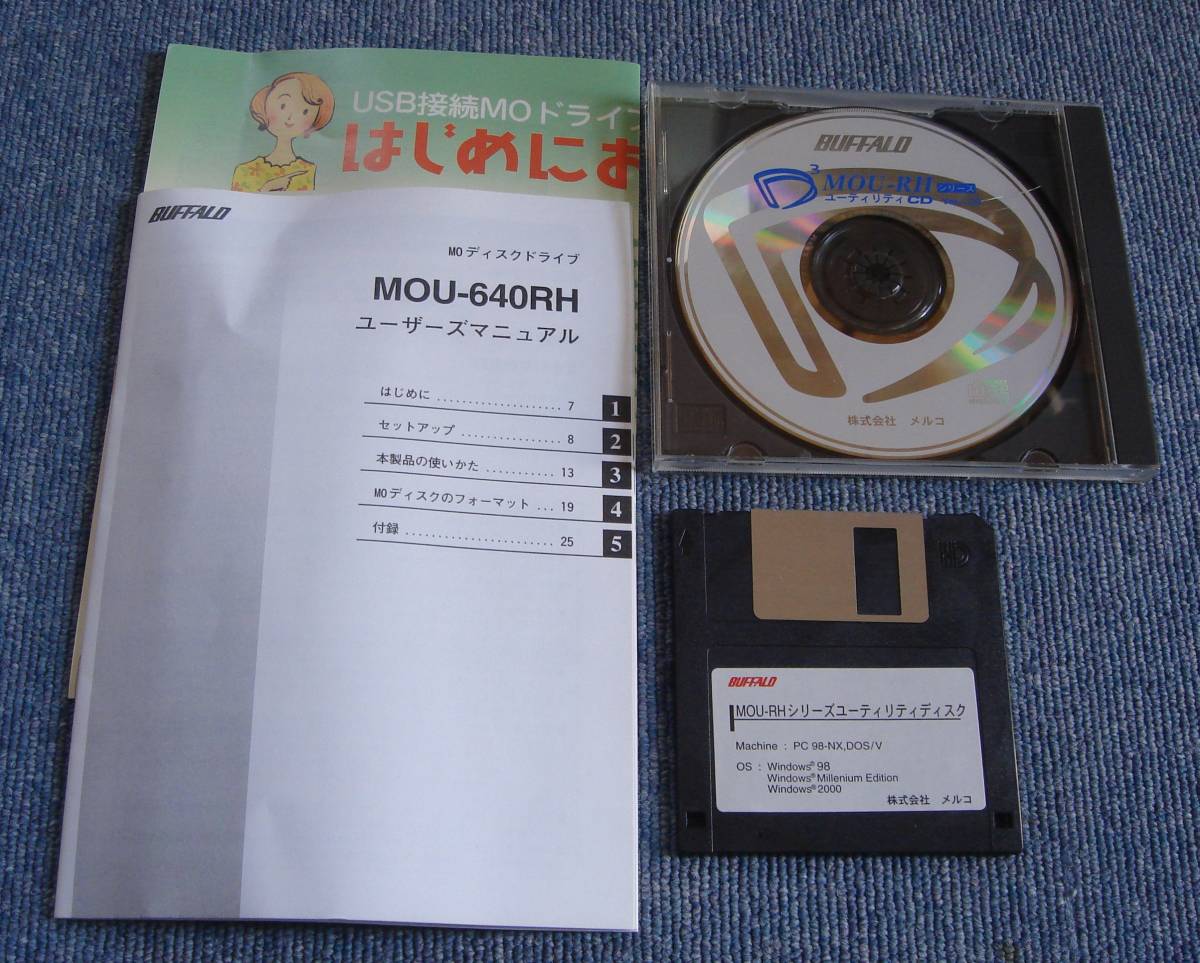 USB接続MOドライブ
はじめにお
BUFFALO
MOディスクドライブ
MOU-640RH
ユーザーズマニュアル
はじめに .................... 7 1
セットアップ ................ 8 2
本製品の使いかた ........... 13 3
MOディスクのフォーマット ... 19 4
付録 ....................... 25 5
BUFFALO
D3 MOU-RH シリーズ
ユーティリティCD
株式会社 メルコ
HD
BUFFALO
MOU-RHシリーズユーティリティディスク
Machine : PC 98-NX,DOS/V
OS : Windows® 98
Windows® Millenium Edition
Windows® 2000
株式会社 メルコ